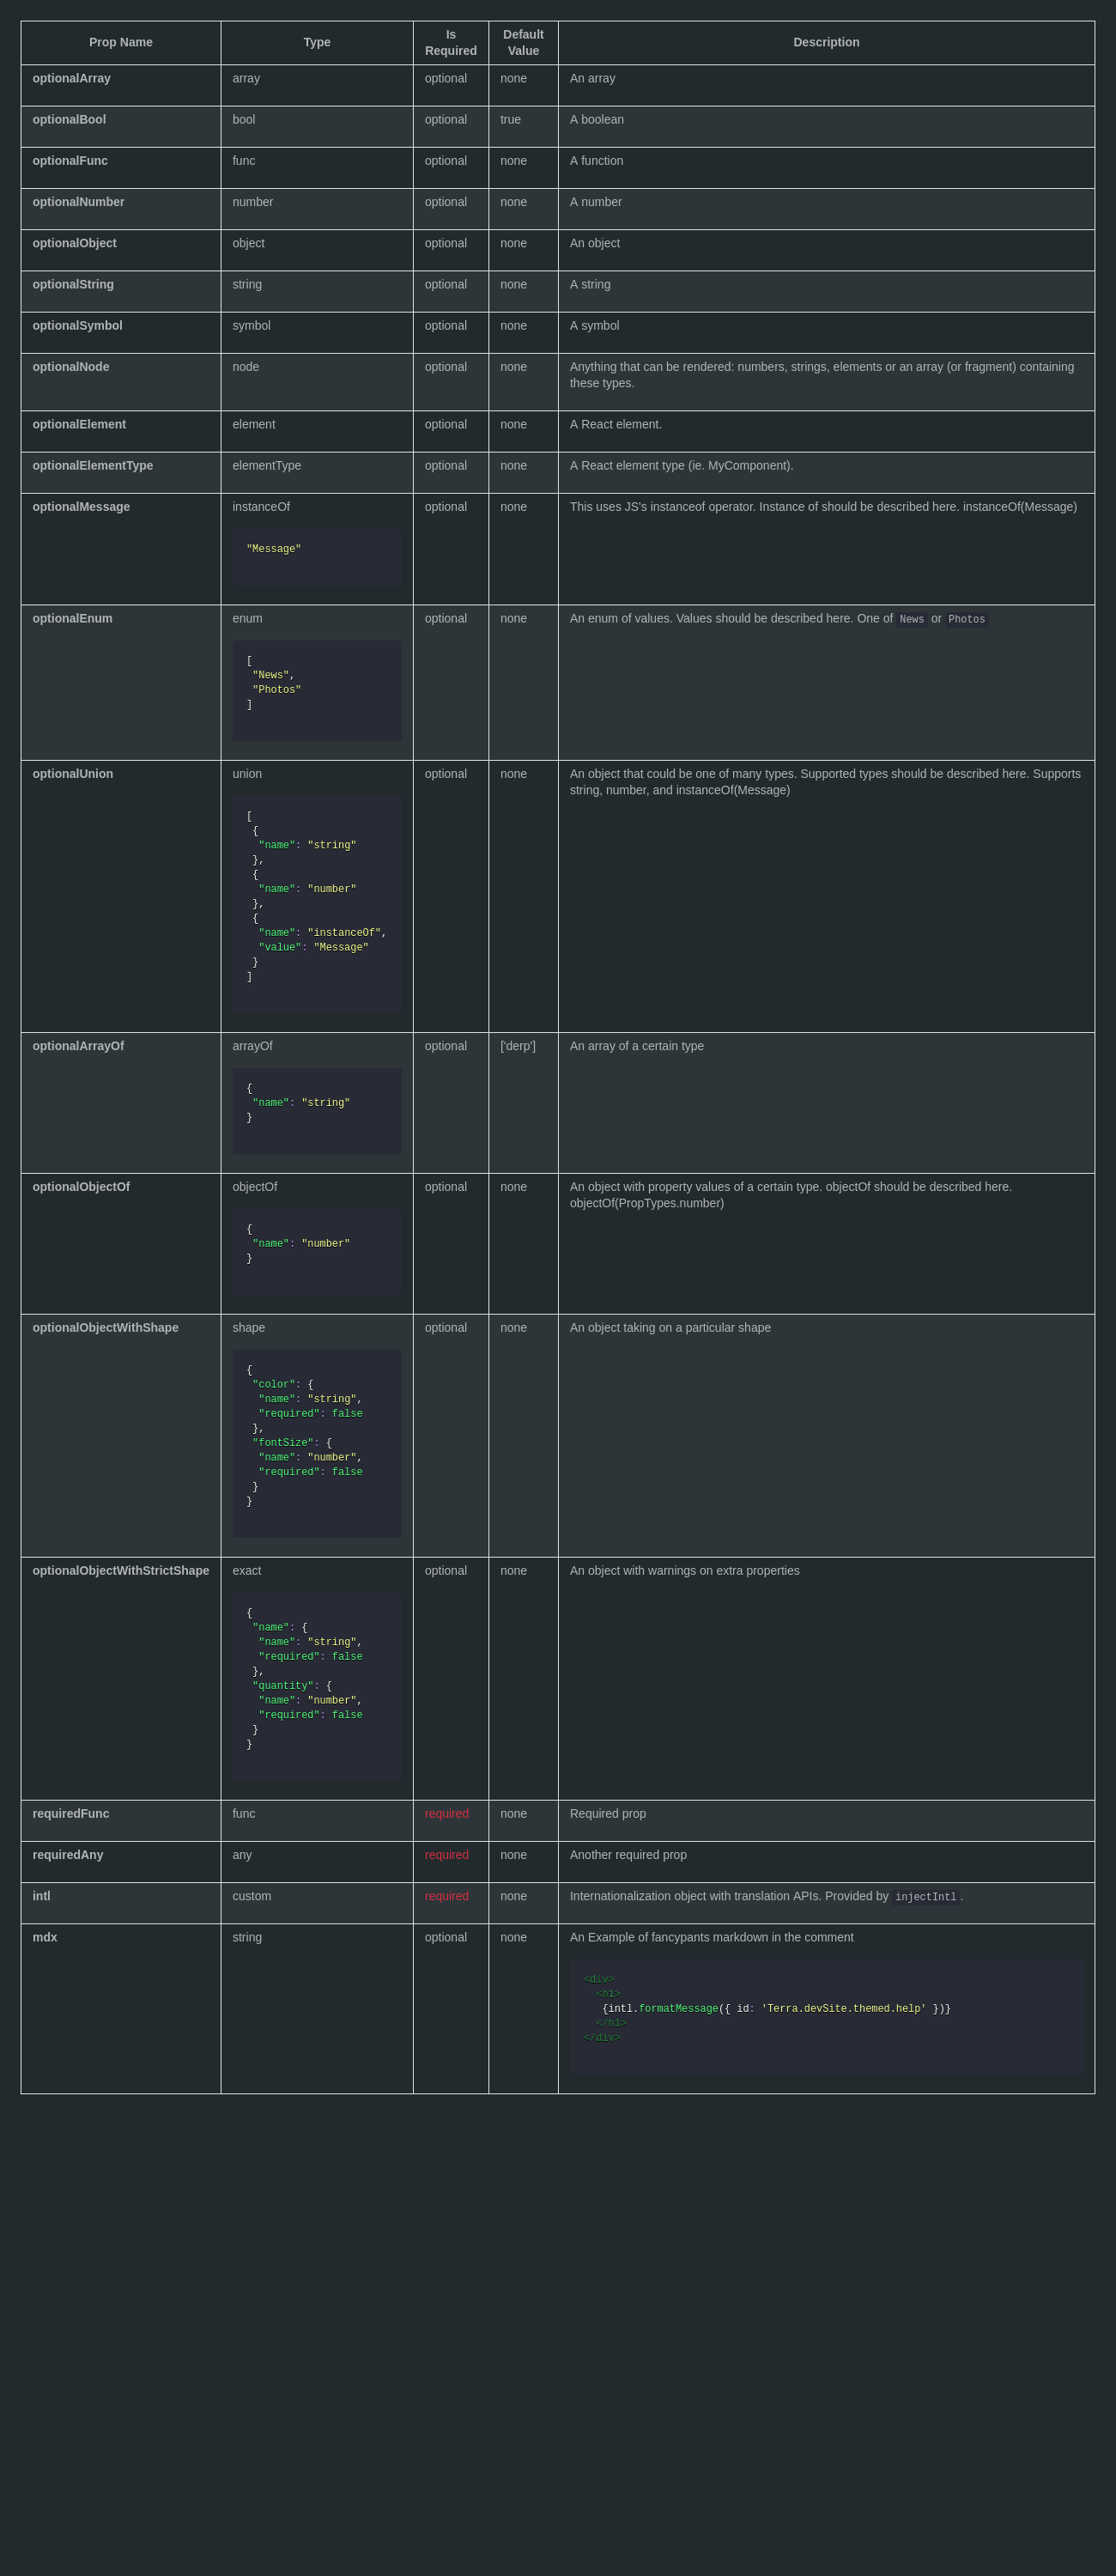 Prop Name Type Is Required Default Value Description
optionalArray array optional none An array
optionalBool bool optional true A boolean
optionalFunc func optional none A function
optionalNumber number optional none A number
optionalObject object optional none An object
optionalString string optional none A string
optionalSymbol symbol optional none A symbol
optionalNode node optional none Anything that can be rendered: numbers, strings, elements or an array (or fragment) containing
these types.
optionalElement element optional none A React element.
optionalElementType elementType optional none A React element type (ie. MyComponent).
optionalMessage instanceOf optional none This uses JS's instanceof operator. Instance of should be described here. instanceOf(Message)
"Message"
optionalEnum enum optional none An enum of values. Values should be described here. One of News or Photos
[
"News",
"Photos"
]
optionalUnion union optional none An object that could be one of many types. Supported types should be described here. Supports
string, number, and instanceOf(Message)
[
{
"name": "string"
},
{
"name": "number"
},
{
"name": "instanceOf",
"value": "Message"
}
]
optionalArrayOf arrayOf optional ['derp'] An array of a certain type
{
"name": "string"
}
optionalObjectOf objectOf optional none An object with property values of a certain type. objectOf should be described here.
objectOf(PropTypes.number)
{
"name": "number"
}
optionalObjectWithShape shape optional none An object taking on a particular shape
{
"color": {
"name": "string",
"required": false
},
"fontSize": {
"name": "number",
"required": false
}
}
optionalObjectWithStrictShape exact optional none An object with warnings on extra properties
{
"name": {
"name": "string",
"required": false
},
"quantity": {
"name": "number",
"required": false
}
}
requiredFunc func required none Required prop
requiredAny any required none Another required prop
intl custom required none Internationalization object with translation APIs. Provided by injectIntl.
mdx string optional none An Example of fancypants markdown in the comment
<div>
<h1>
{intl.formatMessage({ id: 'Terra.devSite.themed.help' })}
</h1>
</div>